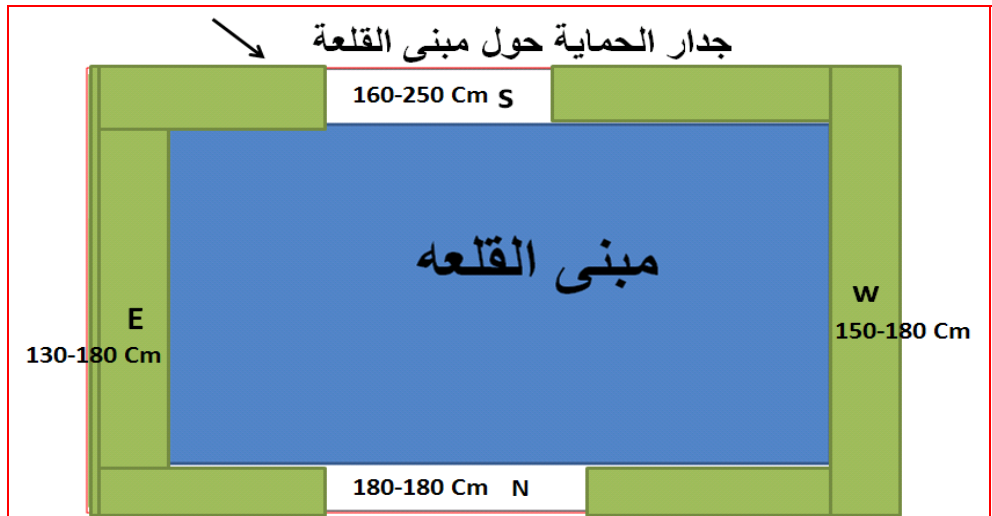 جدار الحماية حول مبنى القلعة
160-250 Cm S
مبنى القلعه
E
130-180 Cm
W
150-180 Cm
180-180 Cm N